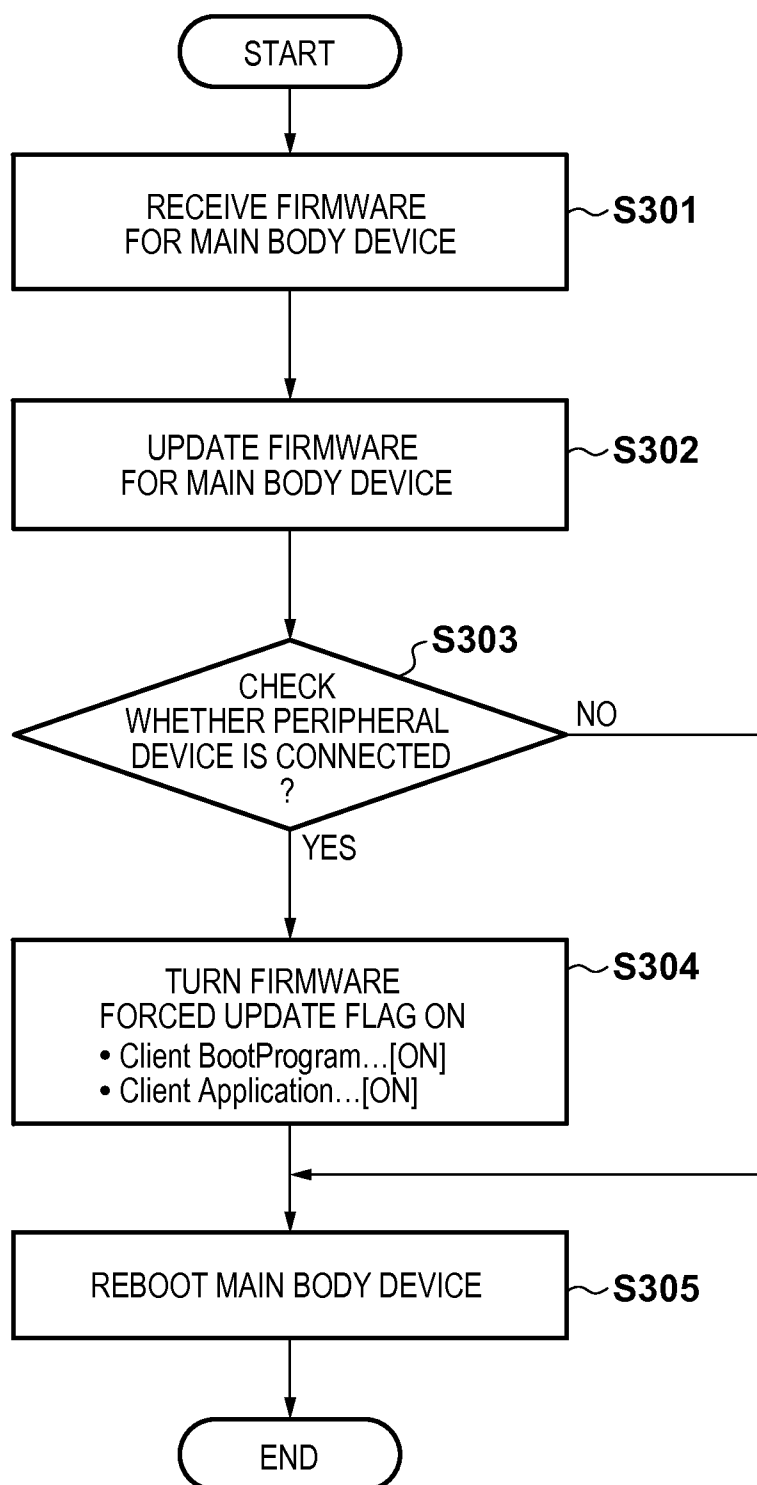 START
RECEIVE FIRMWARE
FOR MAIN BODY DEVICE
S301
UPDATE FIRMWARE
FOR MAIN BODY DEVICE
S302
S303
CHECK
WHETHER PERIPHERAL
DEVICE IS CONNECTED
?
NO
YES
TURN FIRMWARE
FORCED UPDATE FLAG ON
• Client BootProgram...[ON]
• Client Application...[ON]
S304
REBOOT MAIN BODY DEVICE
S305
END